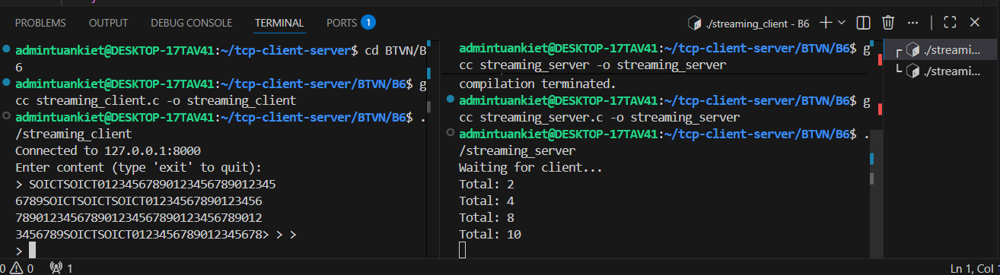 PROBLEMS OUTPUT DEBUG CONSOLE TERMINAL PORTS 1
./streaming_client - B6
admintuankiet@DESKTOP-17TAV41:~/tcp-client-server$ cd BTVN/B
6
admintuankiet@DESKTOP-17TAV41:~/tcp-client-server/BTVN/B6$ g
cc streaming_client.c -o streaming_client
admintuankiet@DESKTOP-17TAV41:~/tcp-client-server/BTVN/B6$ .
/streaming_client
Connected to 127.0.0.1:8000
Enter content (type 'exit' to quit):
> SOICTSOICT01234567890123456789012345
6789SOICTSOICTSOICT01234567890123456
789012345678901234567890123456789012
3456789SOICTSOICT0123456789012345678> > >
>
admintuankiet@DESKTOP-17TAV41:~/tcp-client-server/BTVN/B6$ g
cc streaming_server -o streaming_server
compilation terminated.
admintuankiet@DESKTOP-17TAV41:~/tcp-client-server/BTVN/B6$ g
cc streaming_server.c -o streaming_server
admintuankiet@DESKTOP-17TAV41:~/tcp-client-server/BTVN/B6$ .
/streaming_server
Waiting for client...
Total: 2
Total: 4
Total: 8
Total: 10
./streami...
./streami...
0 0 1
Ln 1, Col